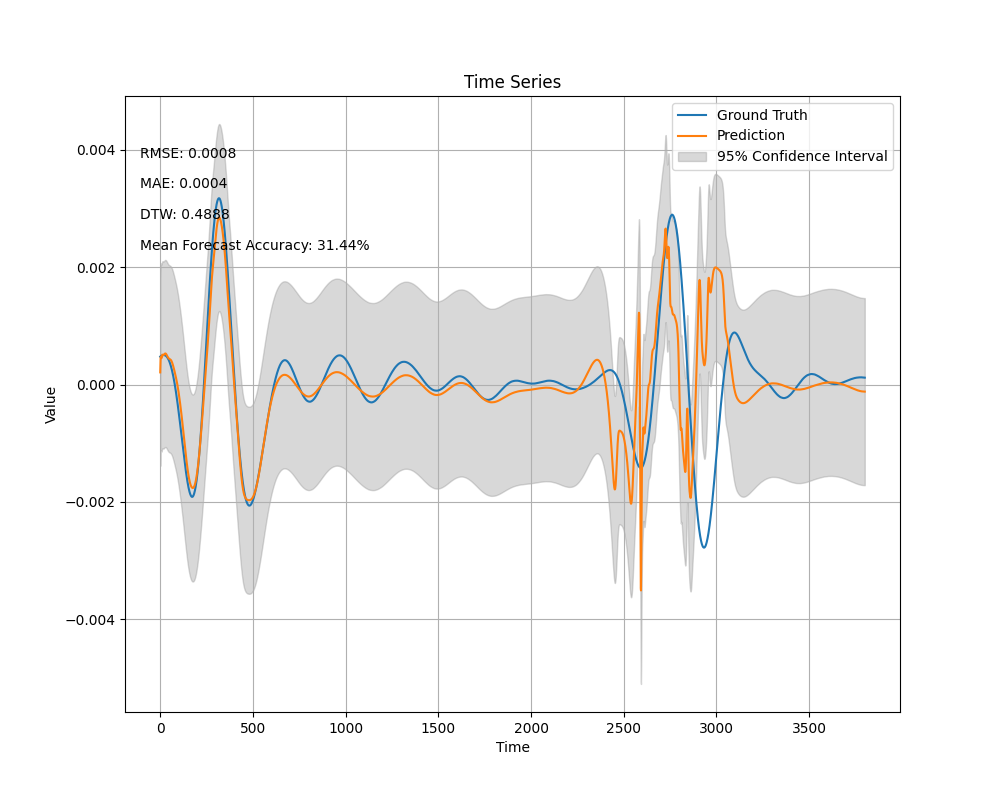 Time Series
Ground Truth
Prediction
95% Confidence Interval
RMSE: 0.0008
MAE: 0.0004
DTW: 0.4888
Mean Forecast Accuracy: 31.44%
0.004
0.002
0.000
−0.002
−0.004
Value
0 500 1000 1500 2000 2500 3000 3500
Time